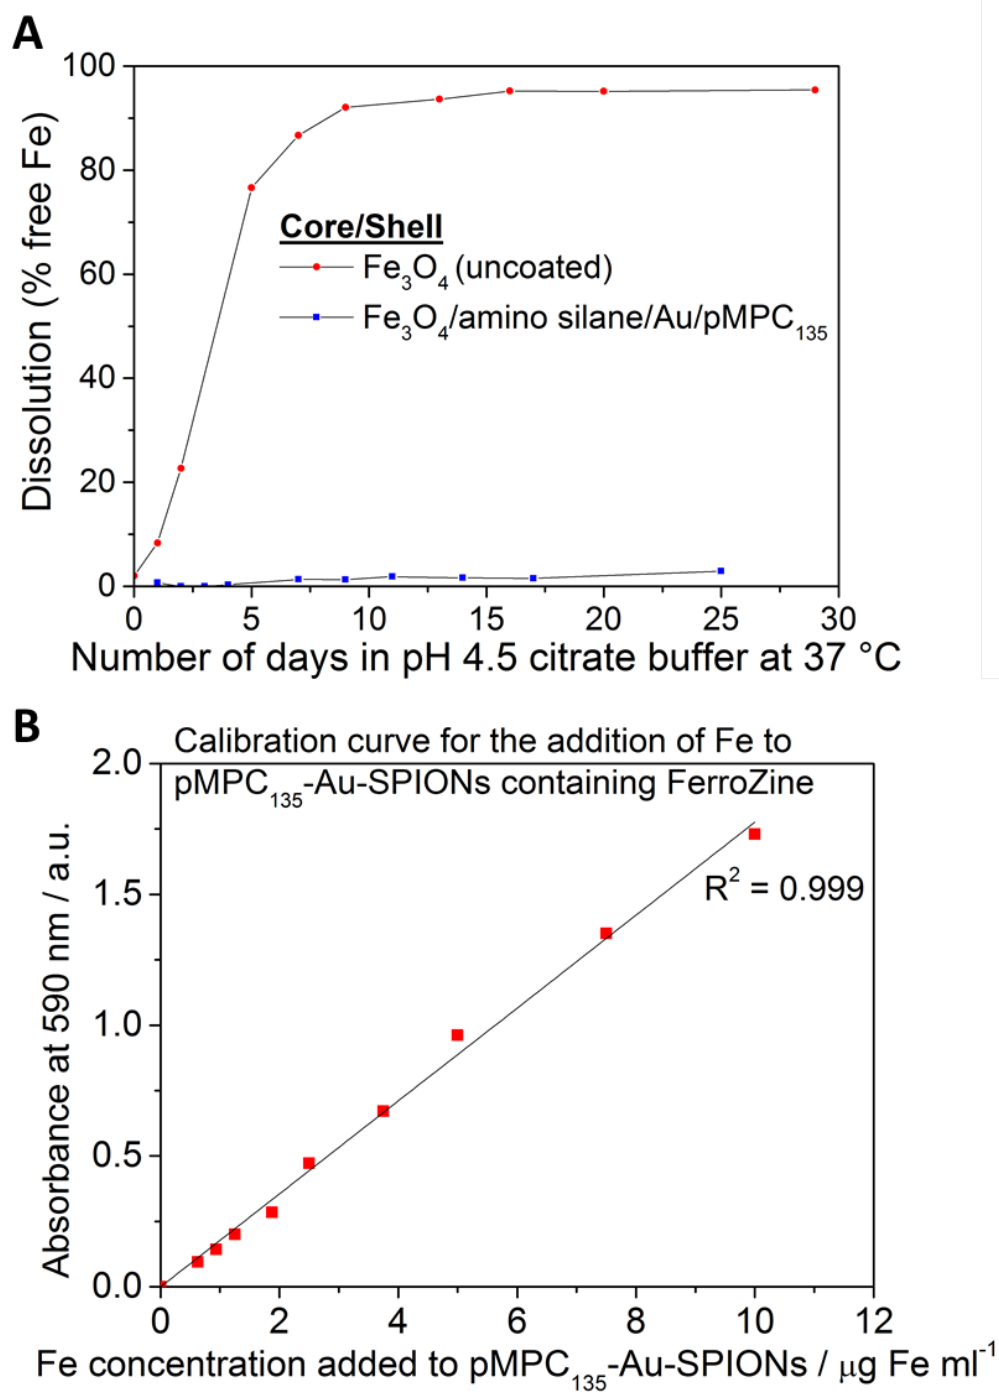 A
100
80
60
40
20
0
Dissolution (% free Fe)
Core/Shell
Fe₃O₄ (uncoated)
Fe₃O₄/amino silane/Au/pMPC₁₃₅
0 5 10 15 20 25 30
Number of days in pH 4.5 citrate buffer at 37 °C
B
Calibration curve for the addition of Fe to
pMPC₁₃₅-Au-SPIONs containing FerroZine
2.0
1.5
1.0
0.5
0.0
Absorbance at 590 nm / a.u.
R² = 0.999
0 2 4 6 8 10 12
Fe concentration added to pMPC₁₃₅-Au-SPIONs / μg Fe ml⁻¹